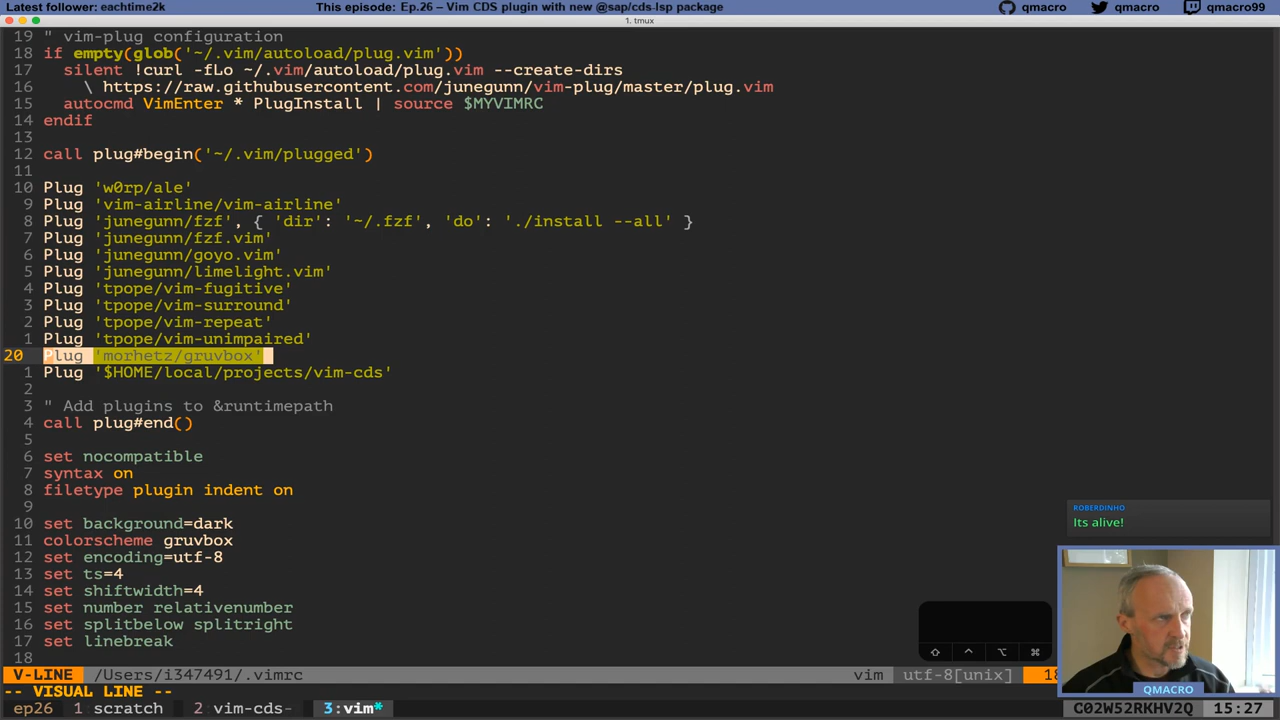 Latest follower: eachtime2k This episode: Ep.26 – Vim CDS plugin with new @sap/cds-lsp package qmacro qmacro qmacro99
1. tmux
19 " vim-plug configuration
18 if empty(glob('~/.vim/autoload/plug.vim'))
17   silent !curl -fLo ~/.vim/autoload/plug.vim --create-dirs
16     \ https://raw.githubusercontent.com/junegunn/vim-plug/master/plug.vim
15   autocmd VimEnter * PlugInstall | source $MYVIMRC
14 endif
13
12 call plug#begin('~/.vim/plugged')
11
10 Plug 'w0rp/ale'
9 Plug 'vim-airline/vim-airline'
8 Plug 'junegunn/fzf', { 'dir': '~/.fzf', 'do': './install --all' }
7 Plug 'junegunn/fzf.vim'
6 Plug 'junegunn/goyo.vim'
5 Plug 'junegunn/limelight.vim'
4 Plug 'tpope/vim-fugitive'
3 Plug 'tpope/vim-surround'
2 Plug 'tpope/vim-repeat'
1 Plug 'tpope/vim-unimpaired'
20 Plug 'morhetz/gruvbox'
1 Plug '$HOME/local/projects/vim-cds'
2
3 " Add plugins to &runtimepath
4 call plug#end()
5
6 set nocompatible
7 syntax on
8 filetype plugin indent on
9
10 set background=dark
11 colorscheme gruvbox
12 set encoding=utf-8
13 set ts=4
14 set shiftwidth=4
15 set number relativenumber
16 set splitbelow splitright
17 set linebreak
18
ROBERDINHO
Its alive!
V-LINE /Users/i347491/.vimrc vim utf-8[unix] 18
-- VISUAL LINE --
QMACRO
ep26 1:scratch 2:vim-cds- 3:vim* C02W52RKHV2Q 15:27